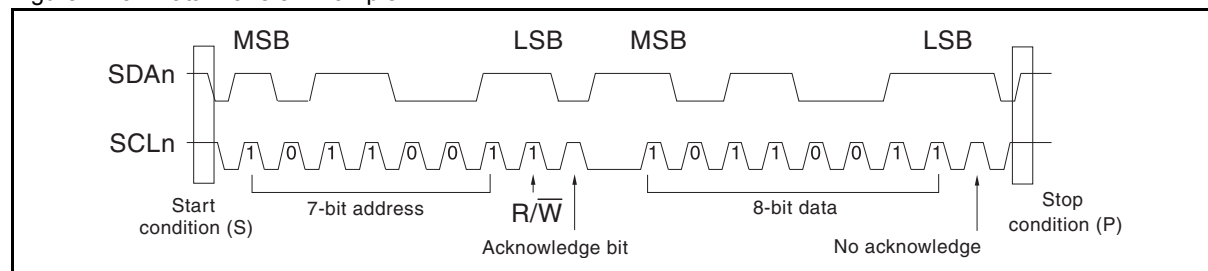 MSB LSB MSB LSB
SDAn
SCLn 1 0 1 1 0 0 1 1 1 0 1 1 0 0 1 1
Start
condition (S)
7-bit address
R/W̅
Acknowledge bit
8-bit data
No acknowledge
Stop
condition (P)